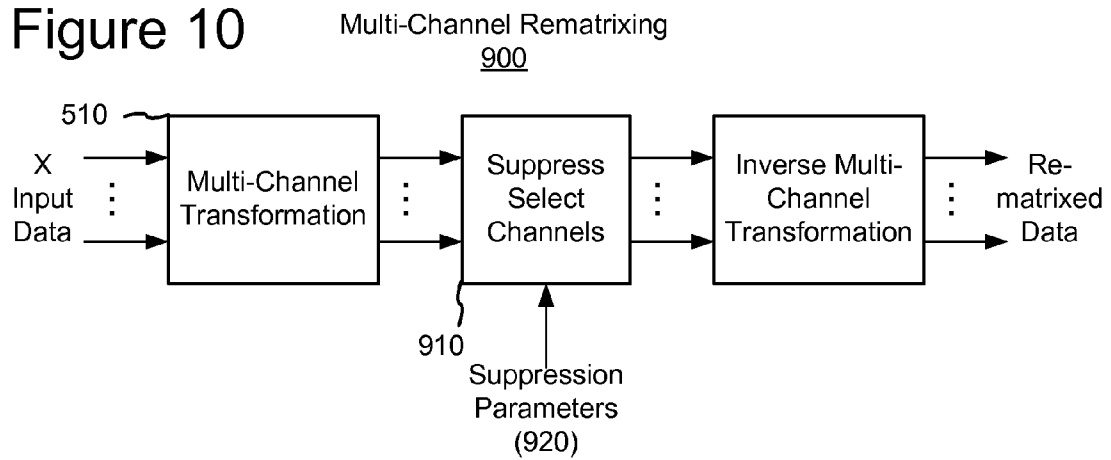 Figure 10
Multi-Channel Rematrixing
900
510
X
Input
Data
Multi-Channel
Transformation
Suppress
Select
Channels
Inverse Multi-
Channel
Transformation
Re-
matrixed
Data
910
Suppression
Parameters
(920)